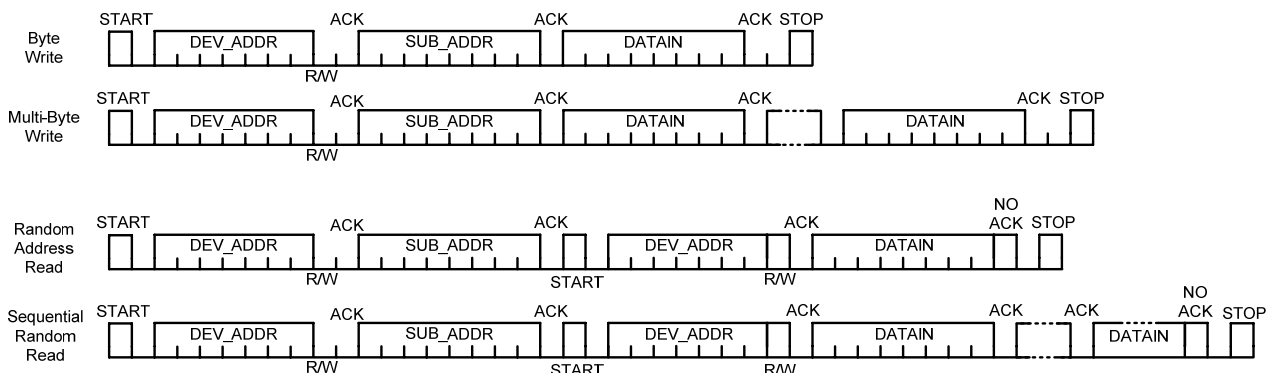 START ACK ACK ACK STOP
Byte
Write
DEV_ADDR SUB_ADDR DATAIN
R/W
START ACK ACK ACK ACK STOP
Multi-Byte
Write
DEV_ADDR SUB_ADDR DATAIN DATAIN
R/W
NO
START ACK ACK ACK ACK STOP
Random
Address
Read
DEV_ADDR SUB_ADDR DEV_ADDR DATAIN
R/W START R/W
NO
START ACK ACK ACK ACK ACK ACK STOP
Sequential
Random
Read
DEV_ADDR SUB_ADDR DEV_ADDR DATAIN DATAIN
R/W START R/W